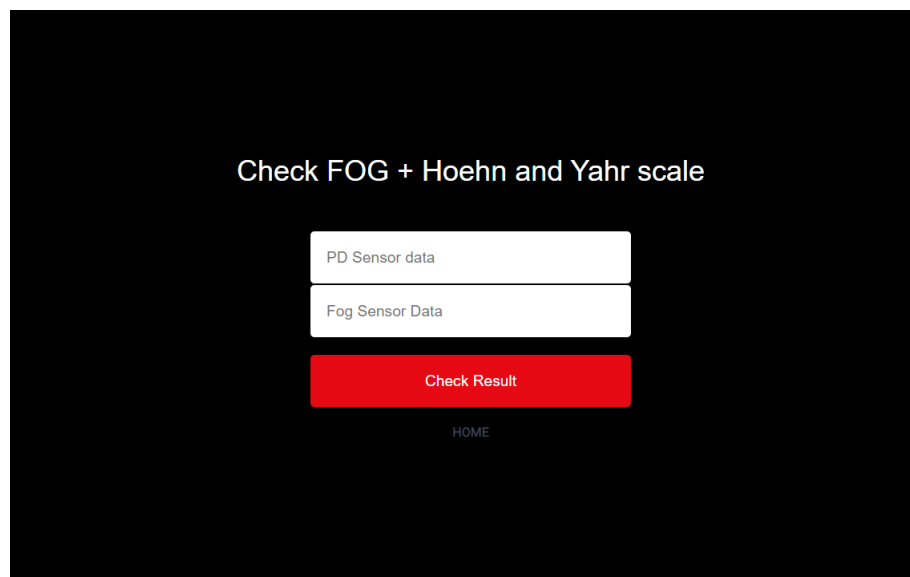 Check FOG + Hoehn and Yahr scale
PD Sensor data
Fog Sensor Data
Check Result
HOME